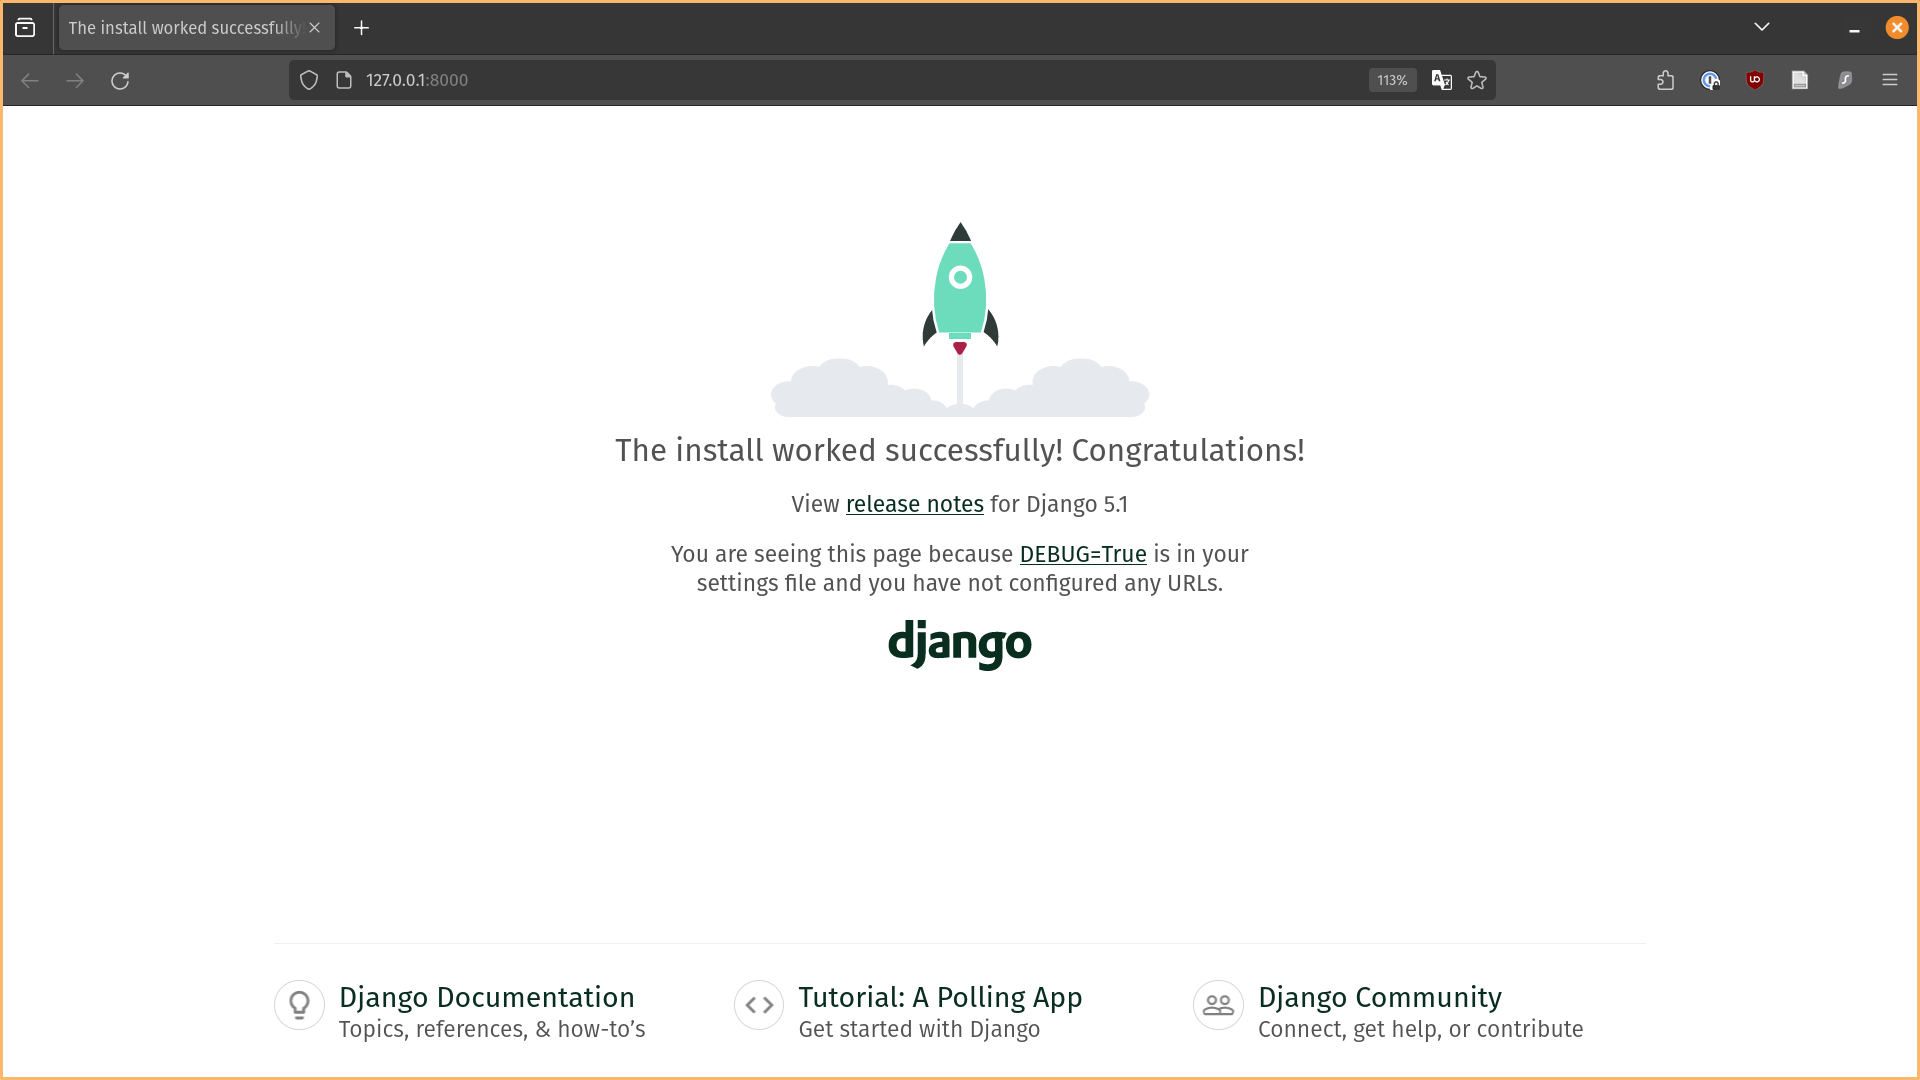 The install worked successfully!
127.0.0.1:8000
113%
The install worked successfully! Congratulations!
View release notes for Django 5.1
You are seeing this page because DEBUG=True is in your
settings file and you have not configured any URLs.
django
Django Documentation
Topics, references, & how-to’s
Tutorial: A Polling App
Get started with Django
Django Community
Connect, get help, or contribute